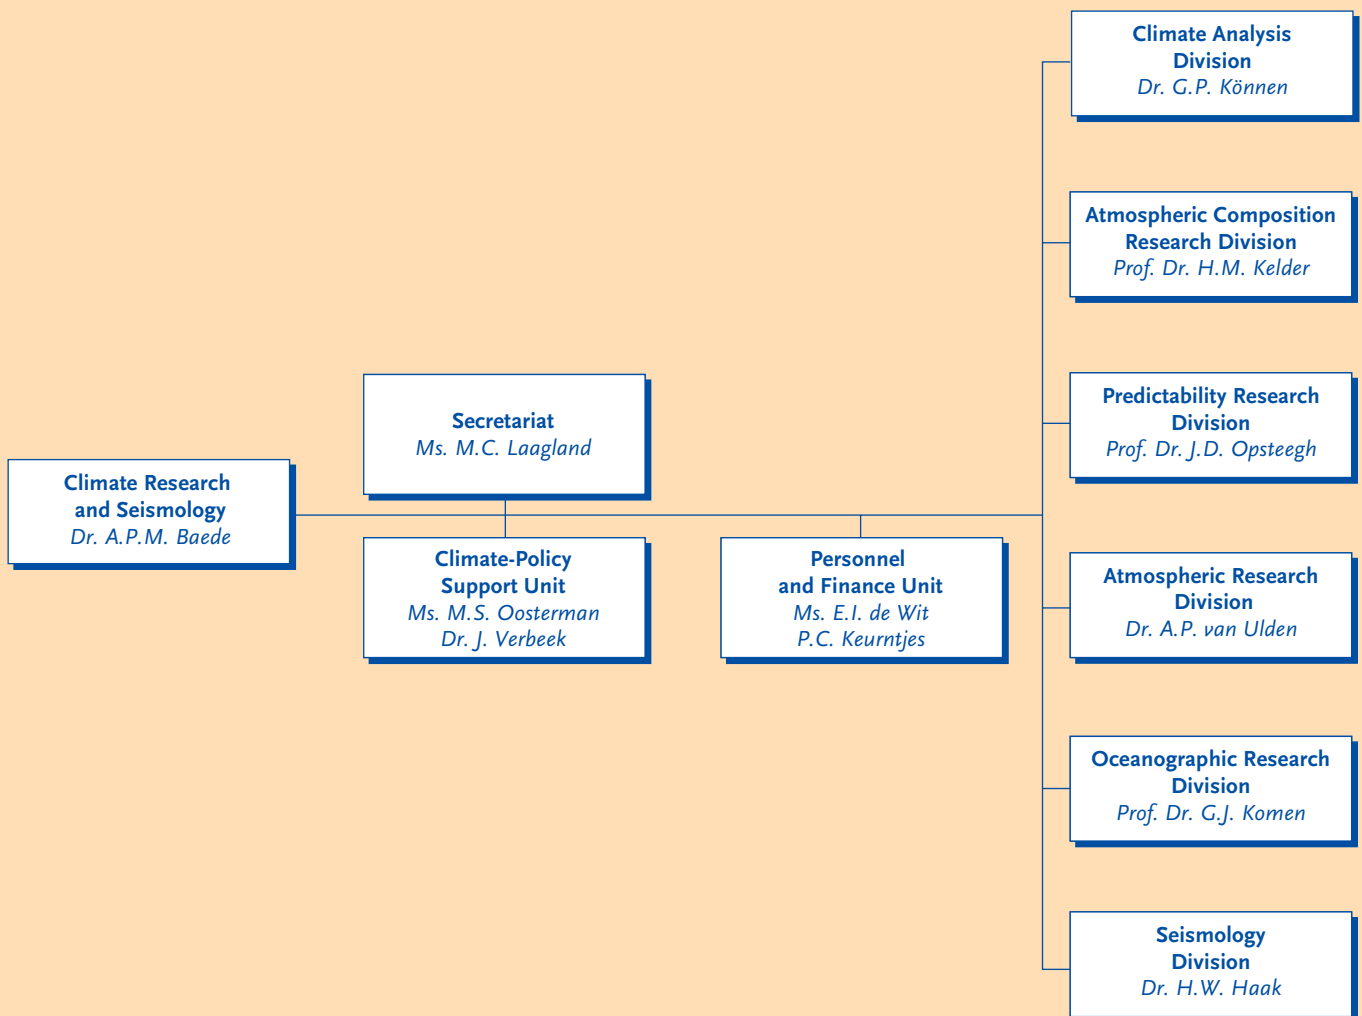 Climate Research
and Seismology
Dr. A.P.M. Baede
Secretariat
Ms. M.C. Laagland
Climate-Policy
Support Unit
Ms. M.S. Oosterman
Dr. J. Verbeek
Personnel
and Finance Unit
Ms. E.I. de Wit
P.C. Keurntjes
Climate Analysis
Division
Dr. G.P. Können
Atmospheric Composition
Research Division
Prof. Dr. H.M. Kelder
Predictability Research
Division
Prof. Dr. J.D. Opsteegh
Atmospheric Research
Division
Dr. A.P. van Ulden
Oceanographic Research
Division
Prof. Dr. G.J. Komen
Seismology
Division
Dr. H.W. Haak